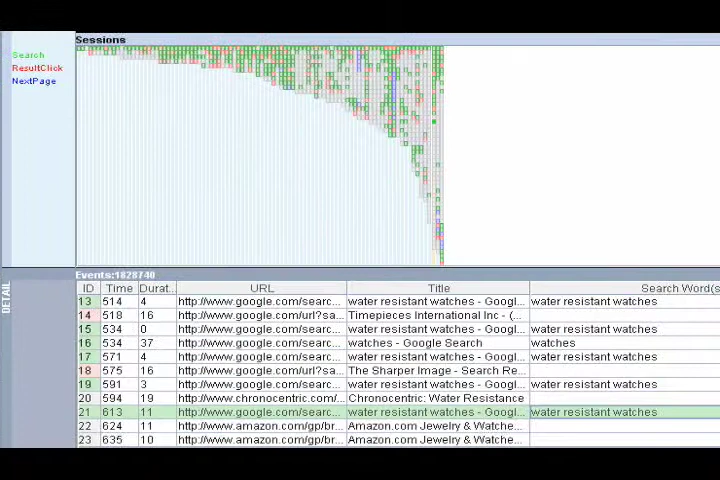 Sessions
Search
ResultClick
NextPage
Events:1828740
DETAIL
ID Time Durat.. URL Title Search Word(s
13 514 4 http://www.google.com/searc... water resistant watches - Googl... water resistant watches
14 518 16 http://www.google.com/url?sa... Timepieces International Inc - (...
15 534 0 http://www.google.com/searc... water resistant watches - Googl... water resistant watches
16 534 37 http://www.google.com/searc... watches - Google Search watches
17 571 4 http://www.google.com/searc... water resistant watches - Googl... water resistant watches
18 575 16 http://www.google.com/url?sa... The Sharper Image - Search Re...
19 591 3 http://www.google.com/searc... water resistant watches - Googl... water resistant watches
20 594 19 http://www.chronocentric.com/... Chronocentric: Water Resistance
21 613 11 http://www.google.com/searc... water resistant watches - Googl... water resistant watches
22 624 11 http://www.amazon.com/gp/br... Amazon.com Jewelry & Watche...
23 635 10 http://www.amazon.com/gp/br... Amazon.com Jewelry & Watche...